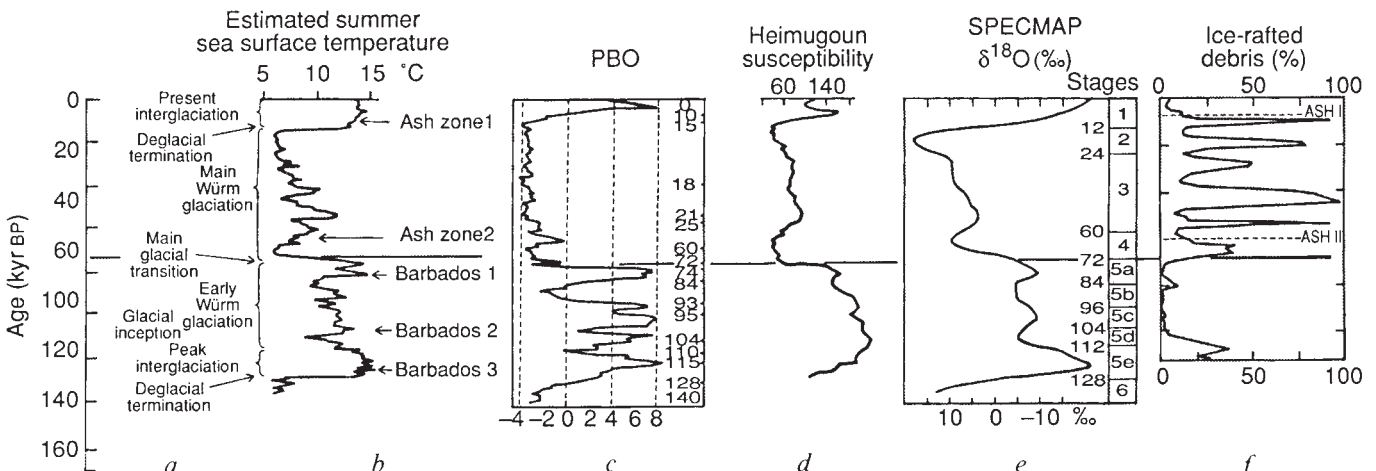 Estimated summer
sea surface temperature
5 10 15 °C
PBO
Heimugoun
susceptibility
60 140
SPECMAP
δ18O (‰)
Stages
Ice-rafted
debris (%)
0 50 100
Age (kyr BP)
0
20
40
60
80
100
120
140
160
Present
interglaciation
Deglacial
termination
Main
Würm
glaciation
Main
glacial
transition
Early
Würm
glaciation
Glacial
inception
Peak
interglaciation
Deglacial
termination
Ash zone1
Ash zone2
Barbados 1
Barbados 2
Barbados 3
0
10
15
18
21
25
60
72
74
84
93
95
104
110
115
128
140
-4 -2 0 2 4 6 8
12
24
60
72
84
96
104
112
128
1
2
3
4
5a
5b
5c
5d
5e
6
10 0 -10 ‰
ASH I
ASH II
0 50 100
a b c d e f